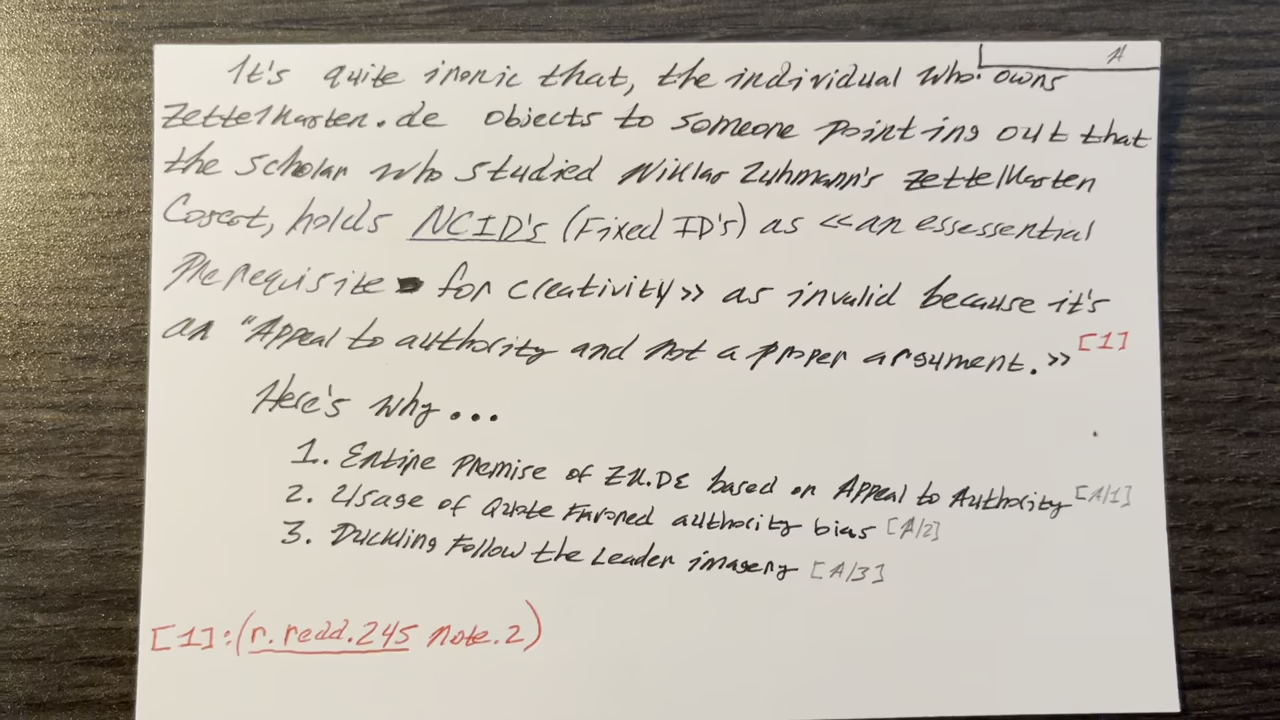 A
It's quite ironic that, the individual who owns
Zettelkasten.de objects to someone pointing out that
the scholar who studied Niklas Luhmann's Zettelkasten
, holds NCID's (Fixed ID's) as «an essessential
Prerequisite for creativity» as invalid because it's
an "Appeal to authority and not a proper argument.» [1]
Here's why...
1. Entire premise of ZK.DE based on Appeal to Authority [A/1]
2. Usage of Quote Favored authority bias [A/2]
3. Duckling Follow the Leader imagery [A/3]
[1]:(r.redd.245 note.2)